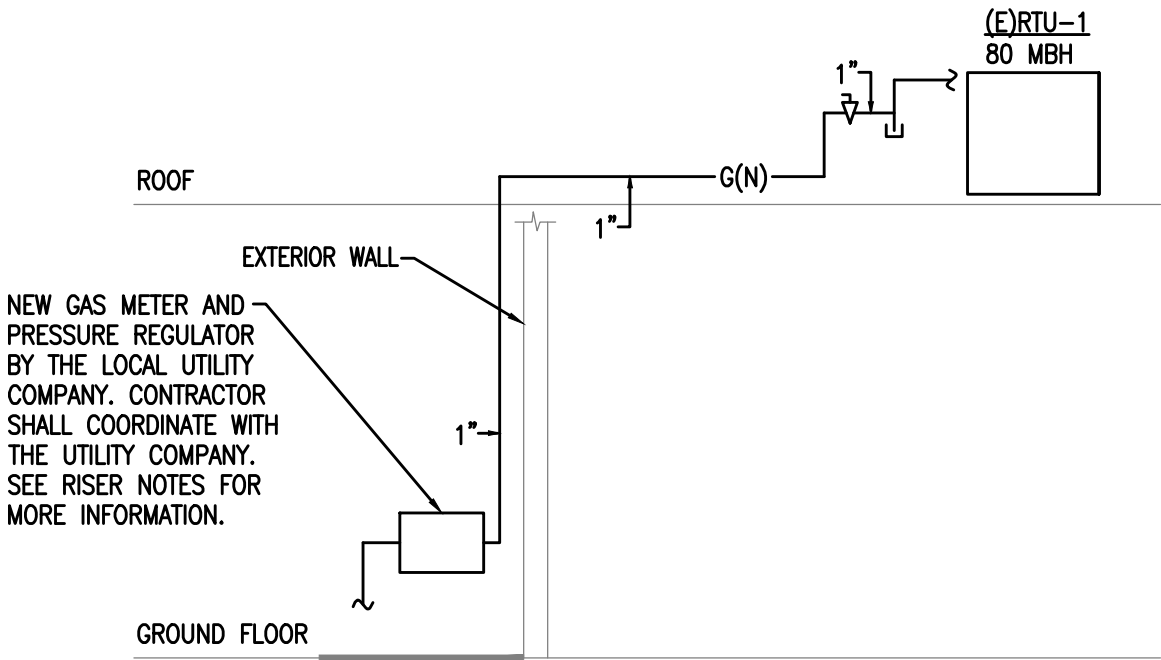 (E)RTU-1
80 MBH
1"
ROOF
G(N)
1"
EXTERIOR WALL
NEW GAS METER AND
PRESSURE REGULATOR
BY THE LOCAL UTILITY
COMPANY. CONTRACTOR
SHALL COORDINATE WITH
THE UTILITY COMPANY.
SEE RISER NOTES FOR
MORE INFORMATION.
1"
GROUND FLOOR